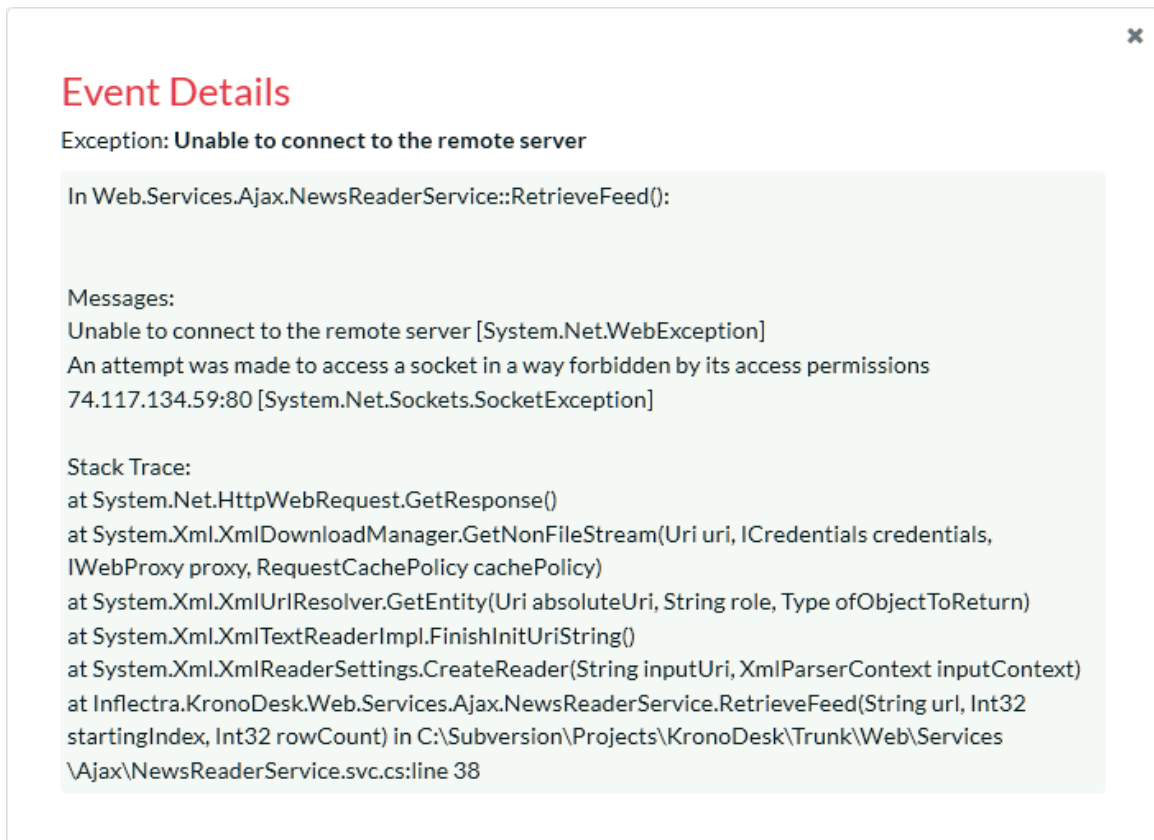 Event Details
Exception: Unable to connect to the remote server
In Web.Services.Ajax.NewsReaderService::RetrieveFeed():
Messages:
Unable to connect to the remote server [System.Net.WebException]
An attempt was made to access a socket in a way forbidden by its access permissions
74.117.134.59:80 [System.Net.Sockets.SocketException]
Stack Trace:
at System.Net.HttpWebRequest.GetResponse()
at System.Xml.XmlDownloadManager.GetNonFileStream(Uri uri, ICredentials credentials,
IWebProxy proxy, RequestCachePolicy cachePolicy)
at System.Xml.XmlUrlResolver.GetEntity(Uri absoluteUri, String role, Type ofObjectToReturn)
at System.Xml.XmlTextReaderImpl.FinishInitUriString()
at System.Xml.XmlReaderSettings.CreateReader(String inputUri, XmlParserContext inputContext)
at Inflectra.KronoDesk.Web.Services.Ajax.NewsReaderService.RetrieveFeed(String url, Int32
startingIndex, Int32 rowCount) in C:\Subversion\Projects\KronoDesk\Trunk\Web\Services
\Ajax\NewsReaderService.svc.cs:line 38